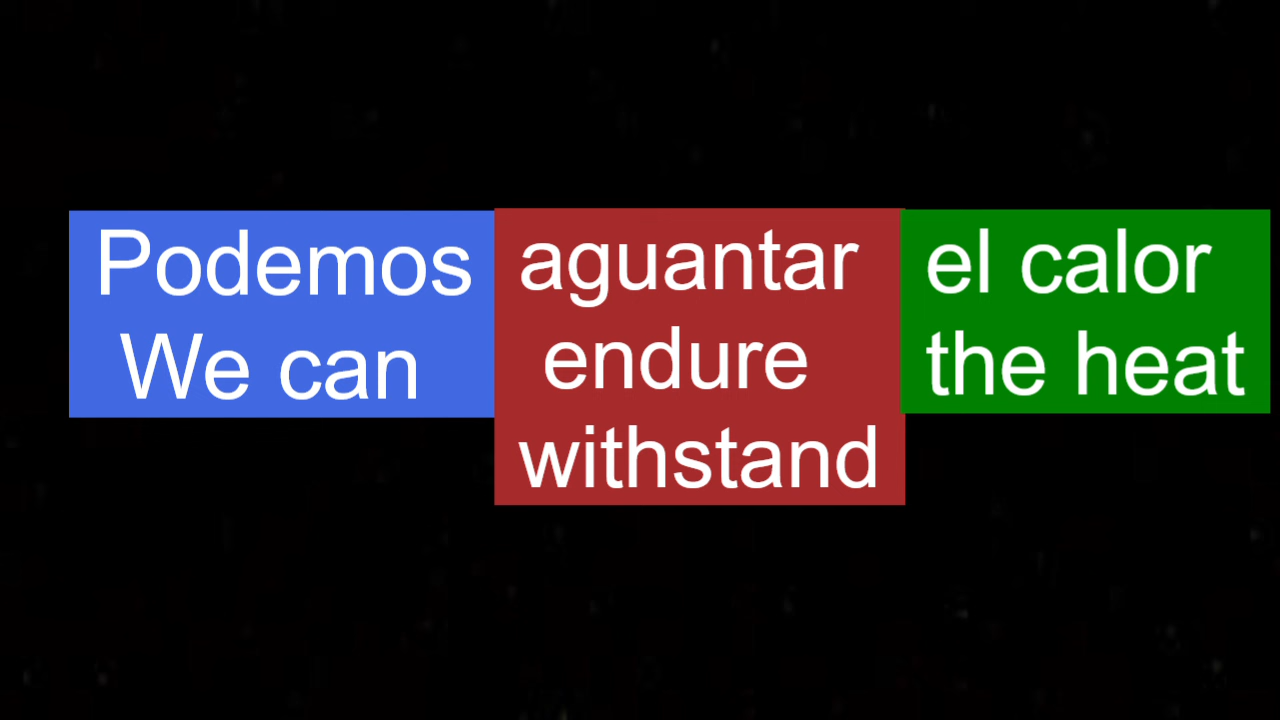 Podemos
We can
aguantar
endure
withstand
el calor
the heat